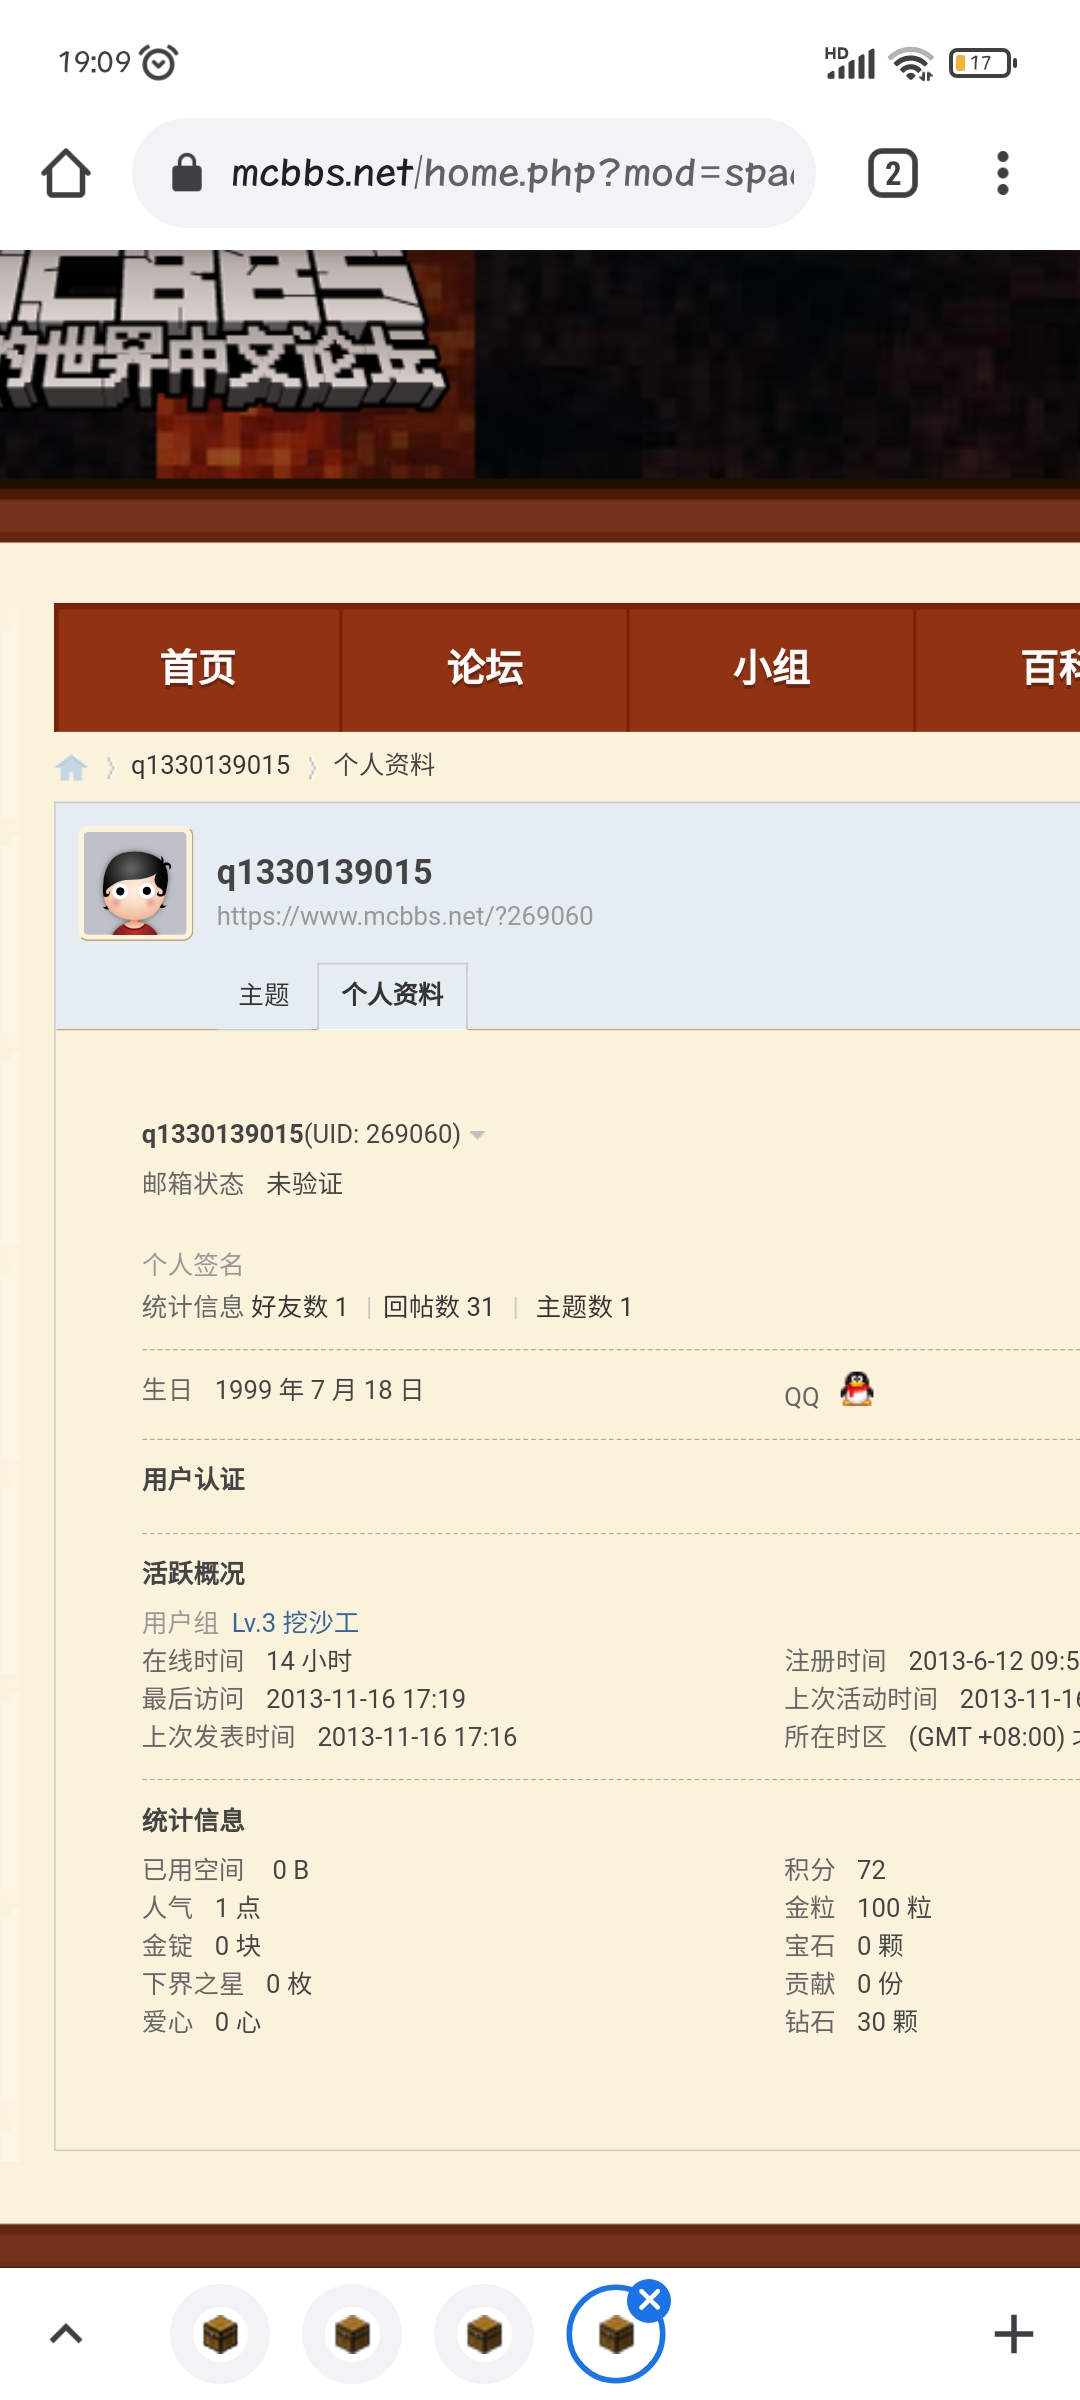 19:09
HD
17
mcbbs.net/home.php?mod=spa
2
CBBS
的世界中文论坛
首页 论坛 小组 百科
q1330139015 个人资料
q1330139015
https://www.mcbbs.net/?269060
主题 个人资料
q1330139015(UID: 269060)
邮箱状态 未验证
个人签名
统计信息 好友数 1 | 回帖数 31 | 主题数 1
生日 1999 年 7 月 18 日 QQ
用户认证
活跃概况
用户组 Lv.3 挖沙工
在线时间 14 小时 注册时间 2013-6-12 09:5
最后访问 2013-11-16 17:19 上次活动时间 2013-11-16
上次发表时间 2013-11-16 17:16 所在时区 (GMT +08:00)
统计信息
已用空间 0 B 积分 72
人气 1 点 金粒 100 粒
金锭 0 块 宝石 0 颗
下界之星 0 枚 贡献 0 份
爱心 0 心 钻石 30 颗